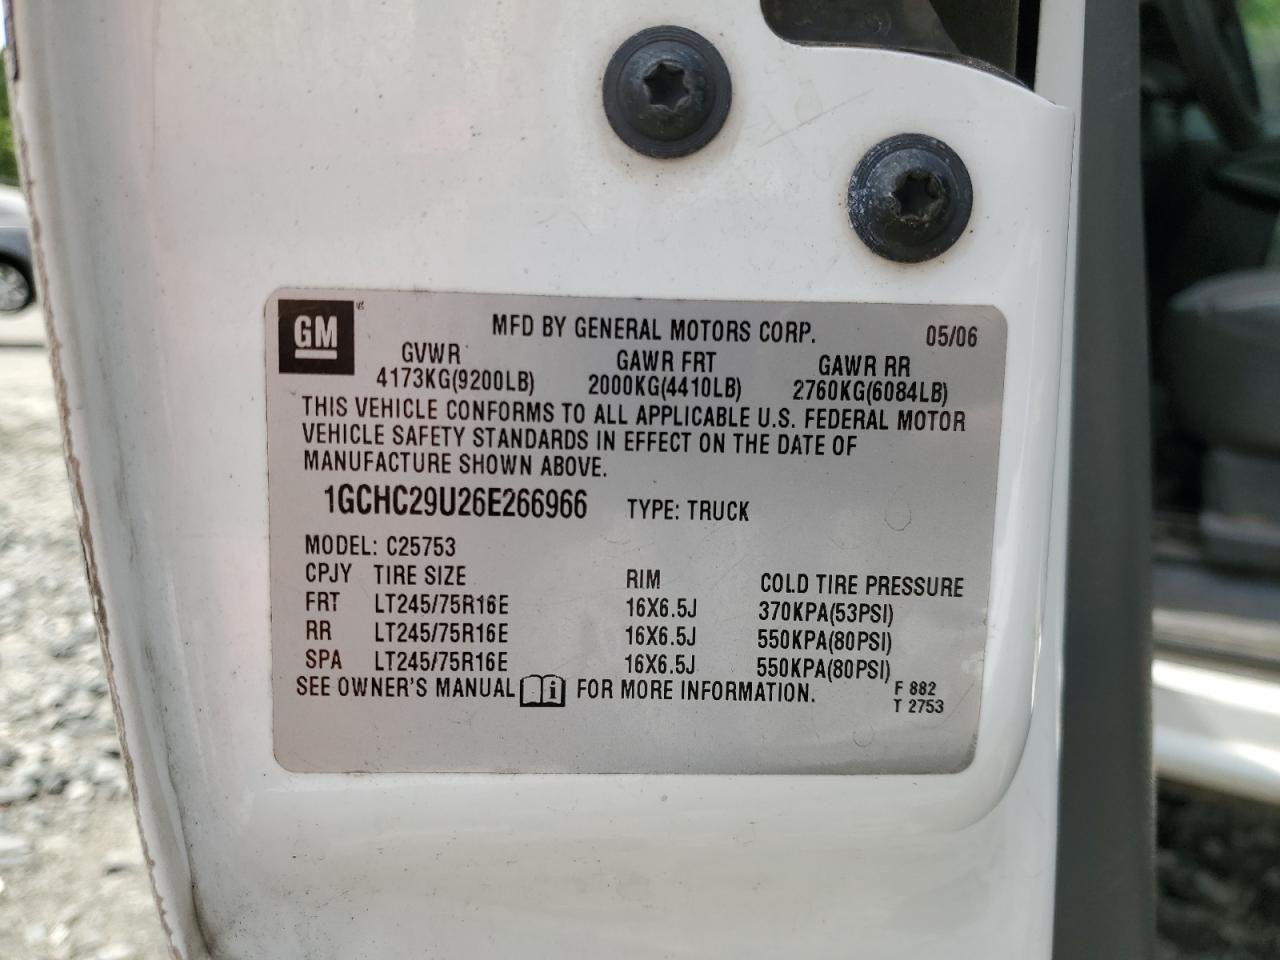 GM
MFD BY GENERAL MOTORS CORP. 05/06
GVWR GAWR FRT GAWR RR
4173KG(9200LB) 2000KG(4410LB) 2760KG(6084LB)
THIS VEHICLE CONFORMS TO ALL APPLICABLE U.S. FEDERAL MOTOR
VEHICLE SAFETY STANDARDS IN EFFECT ON THE DATE OF
MANUFACTURE SHOWN ABOVE.
1GCHC29U26E266966 TYPE: TRUCK
MODEL: C25753
CPJY TIRE SIZE RIM COLD TIRE PRESSURE
FRT LT245/75R16E 16X6.5J 370KPA(53PSI)
RR LT245/75R16E 16X6.5J 550KPA(80PSI)
SPA LT245/75R16E 16X6.5J 550KPA(80PSI)
SEE OWNER'S MANUAL i FOR MORE INFORMATION. F 882
T 2753